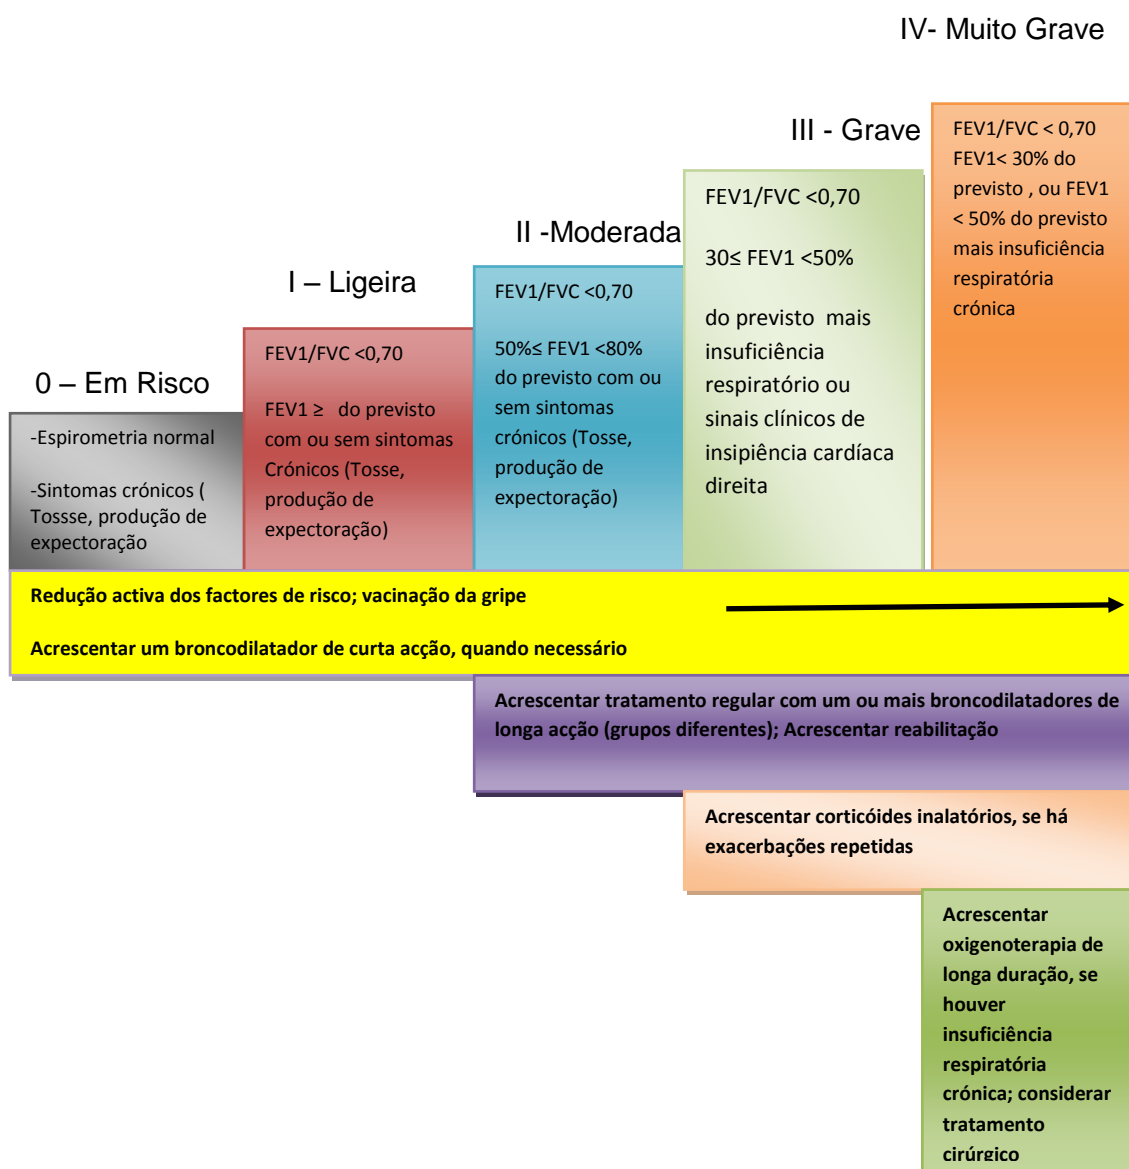 IV- Muito Grave
III - Grave
II -Moderada
I – Ligeira
0 – Em Risco
-Espirometria normal
-Sintomas crónicos (
Tossse, produção de
expectoração
FEV1/FVC <0,70
FEV1 ≥ do previsto
com ou sem sintomas
Crónicos (Tosse,
produção de
expectoração)
FEV1/FVC <0,70
50%≤ FEV1 <80%
do previsto com ou
sem sintomas
crónicos (Tosse,
produção de
expectoração)
FEV1/FVC <0,70
30≤ FEV1 <50%
do previsto mais
insuficiência
respiratório ou
sinais clínicos de
insipiência cardíaca
direita
FEV1/FVC < 0,70
FEV1< 30% do
previsto , ou FEV1
< 50% do previsto
mais insuficiência
respiratória
crónica
Redução activa dos factores de risco; vacinação da gripe
Acrescentar um broncodilatador de curta acção, quando necessário
Acrescentar tratamento regular com um ou mais broncodilatadores de
longa acção (grupos diferentes); Acrescentar reabilitação
Acrescentar corticóides inalatórios, se há
exacerbações repetidas
Acrescentar
oxigenoterapia de
longa duração, se
houver
insuficiência
respiratória
crónica; considerar
tratamento
cirúrgico